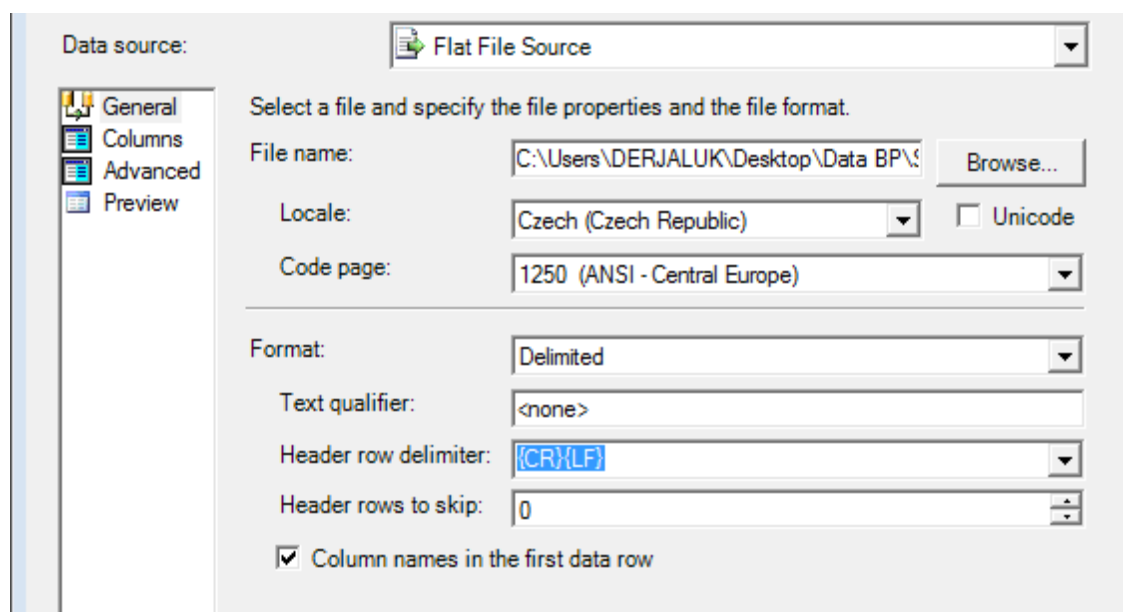 Data source: Flat File Source
General
Columns
Advanced
Preview
Select a file and specify the file properties and the file format.
File name: C:\Users\DERJALUK\Desktop\Data BP\S Browse...
Locale: Czech (Czech Republic) Unicode
Code page: 1250 (ANSI - Central Europe)
Format: Delimited
Text qualifier: <none>
Header row delimiter: {CR}{LF}
Header rows to skip: 0
Column names in the first data row